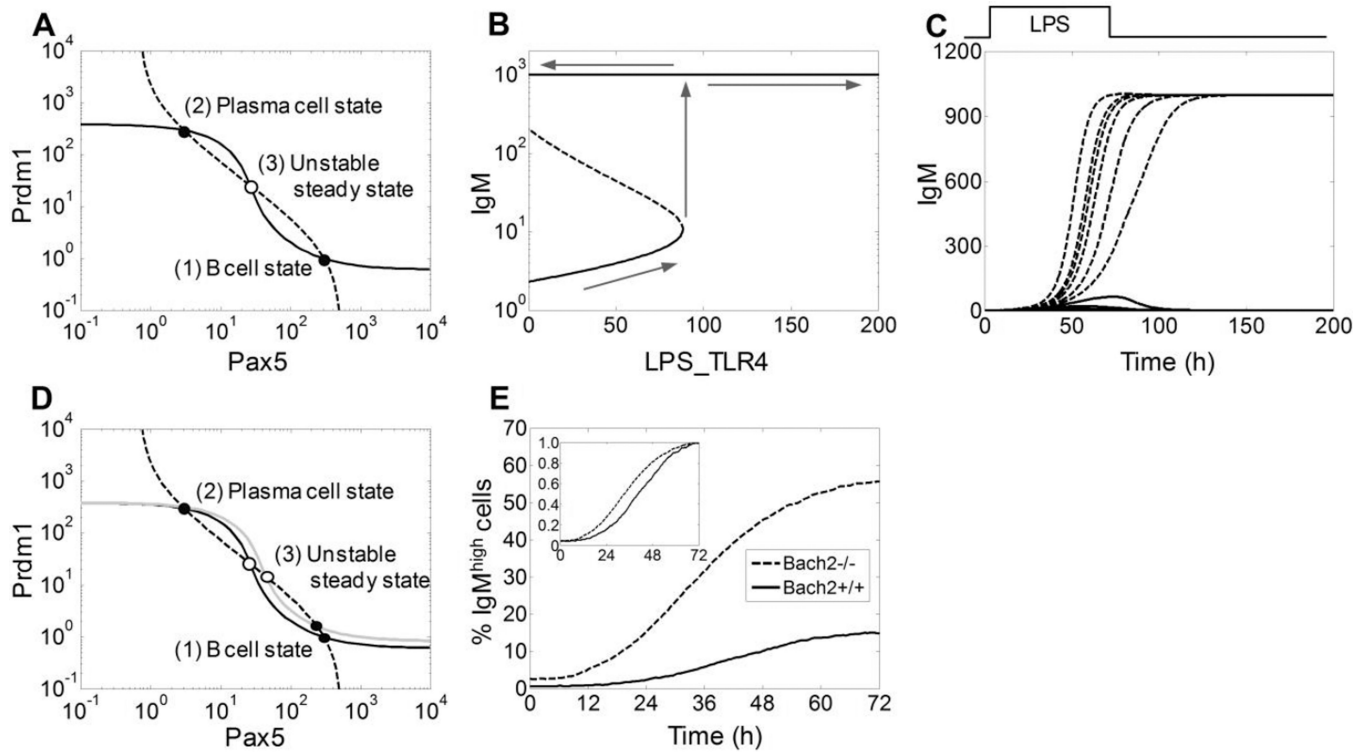 A
Prdm1
10^4
10^3
10^2
10^1
10^0
10^-1
(2) Plasma cell state
(3) Unstable
steady state
(1) B cell state
10^-1 10^0 10^1 10^2 10^3 10^4
Pax5
B
IgM
10^3
10^2
10^1
10^0
0 50 100 150 200
LPS_TLR4
C
LPS
IgM
1200
900
600
300
0
0 50 100 150 200
Time (h)
D
Prdm1
10^4
10^3
10^2
10^1
10^0
10^-1
(2) Plasma cell state
(3) Unstable
steady state
(1) B cell state
10^-1 10^0 10^1 10^2 10^3 10^4
Pax5
E
% IgM^high cells
70
60
50
40
30
20
10
0
1.0
0.8
0.6
0.4
0.2
0 24 48 72
Bach2-/-
Bach2+/+
0 12 24 36 48 60 72
Time (h)